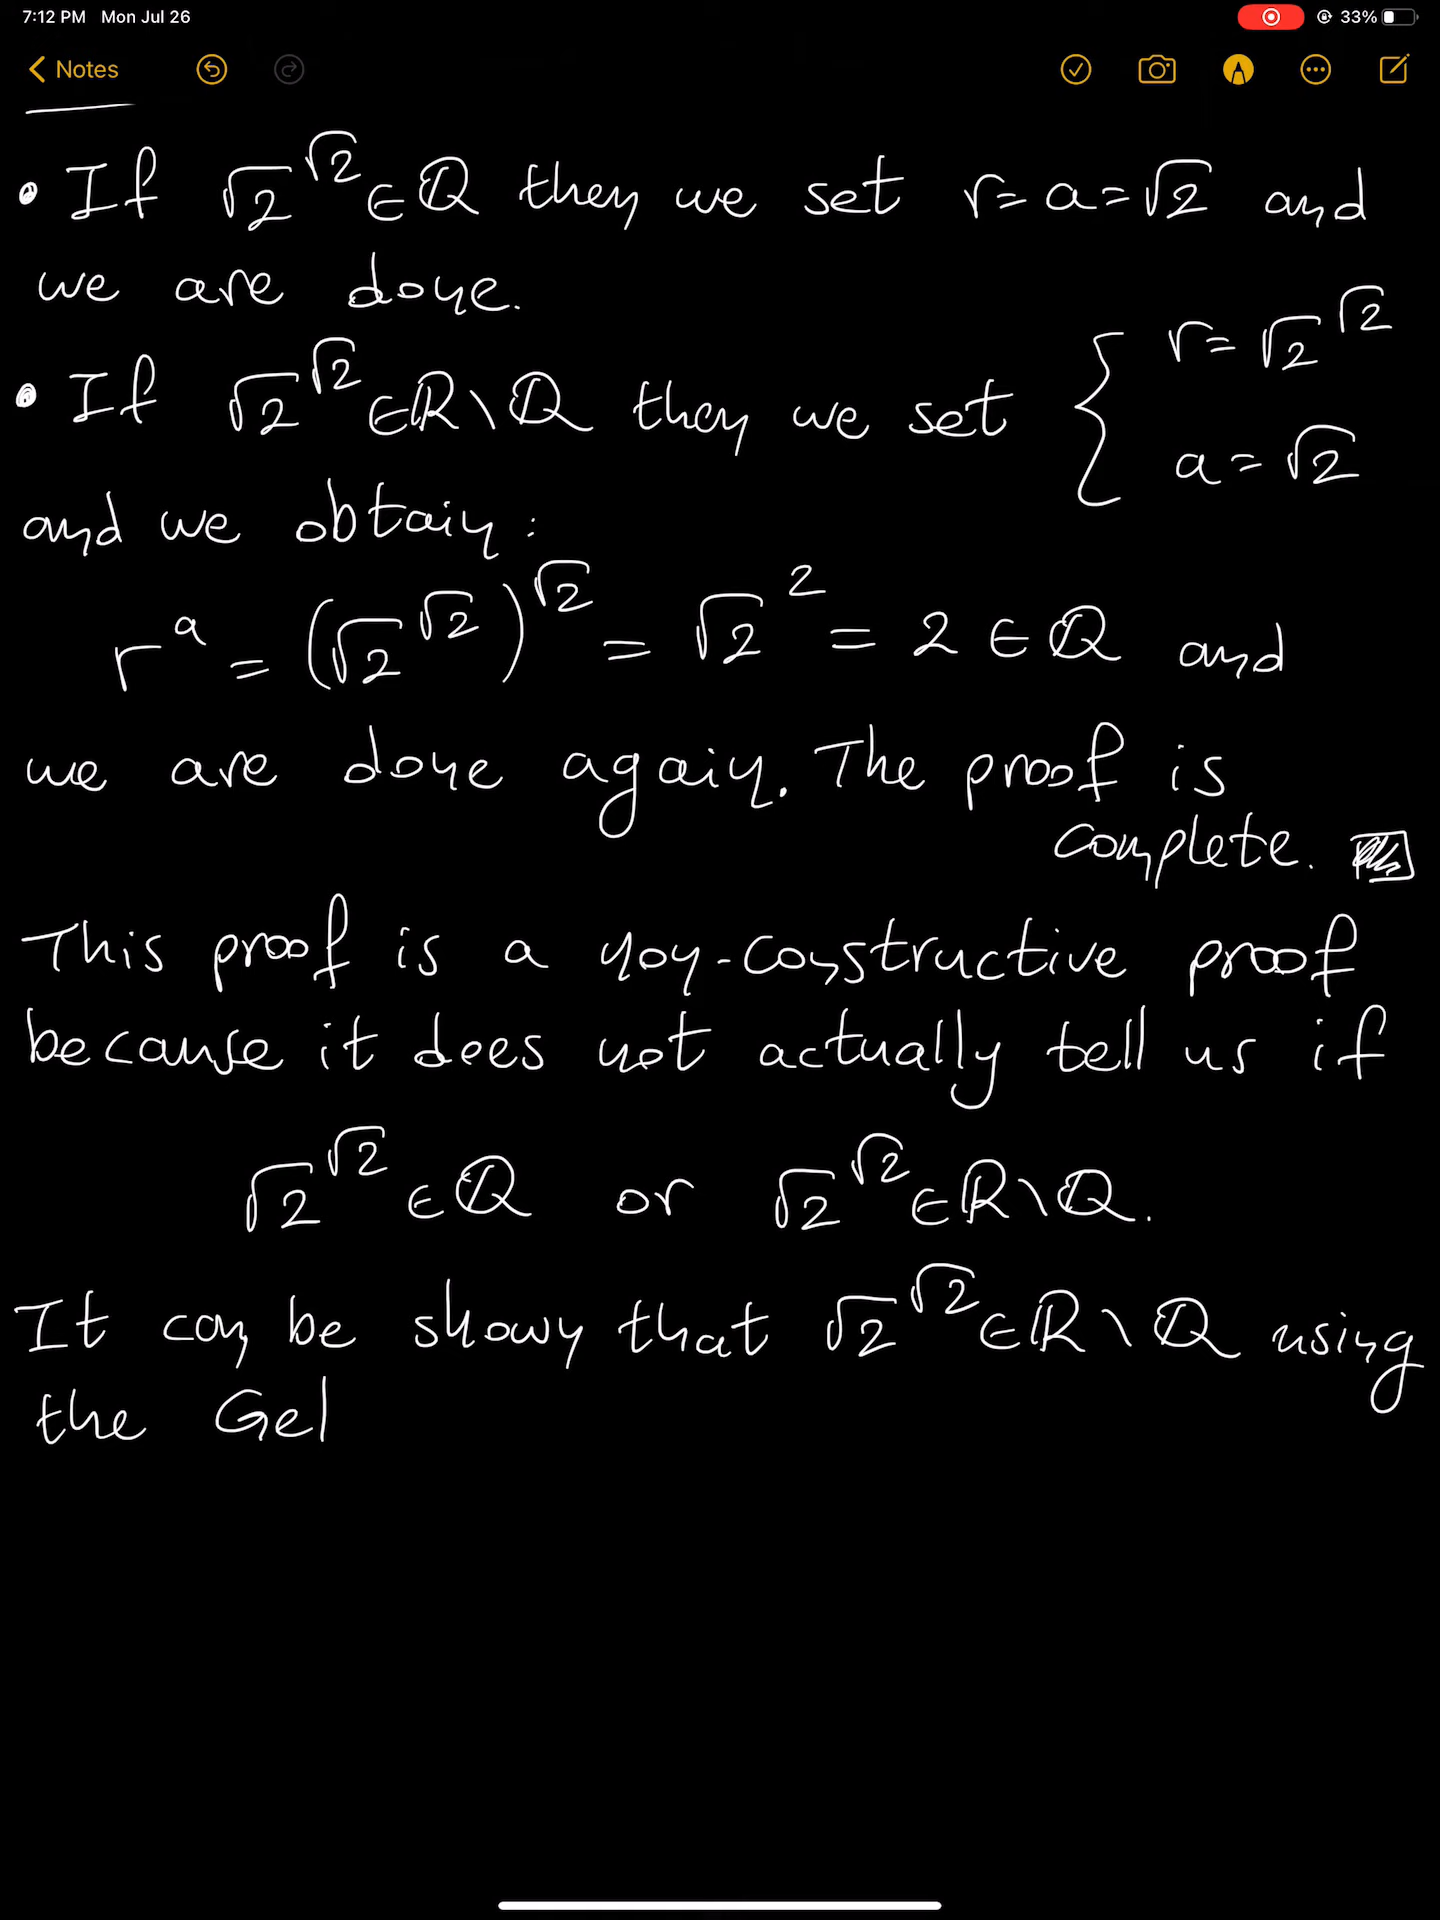 7:12 PM Mon Jul 26 33%
Notes
• If √2^√2 ∈ ℚ then we set r = a = √2 and
we are done.
• If √2^√2 ∈ ℝ \ ℚ then we set { r = √2^√2
a = √2
and we obtain:
r^a = (√2^√2)^√2 = √2^2 = 2 ∈ ℚ and
we are done again. The proof is
complete.
This proof is a non-constructive proof
because it does not actually tell us if
√2^√2 ∈ ℚ or √2^√2 ∈ ℝ \ ℚ.
It can be shown that √2^√2 ∈ ℝ \ ℚ using
the Gel